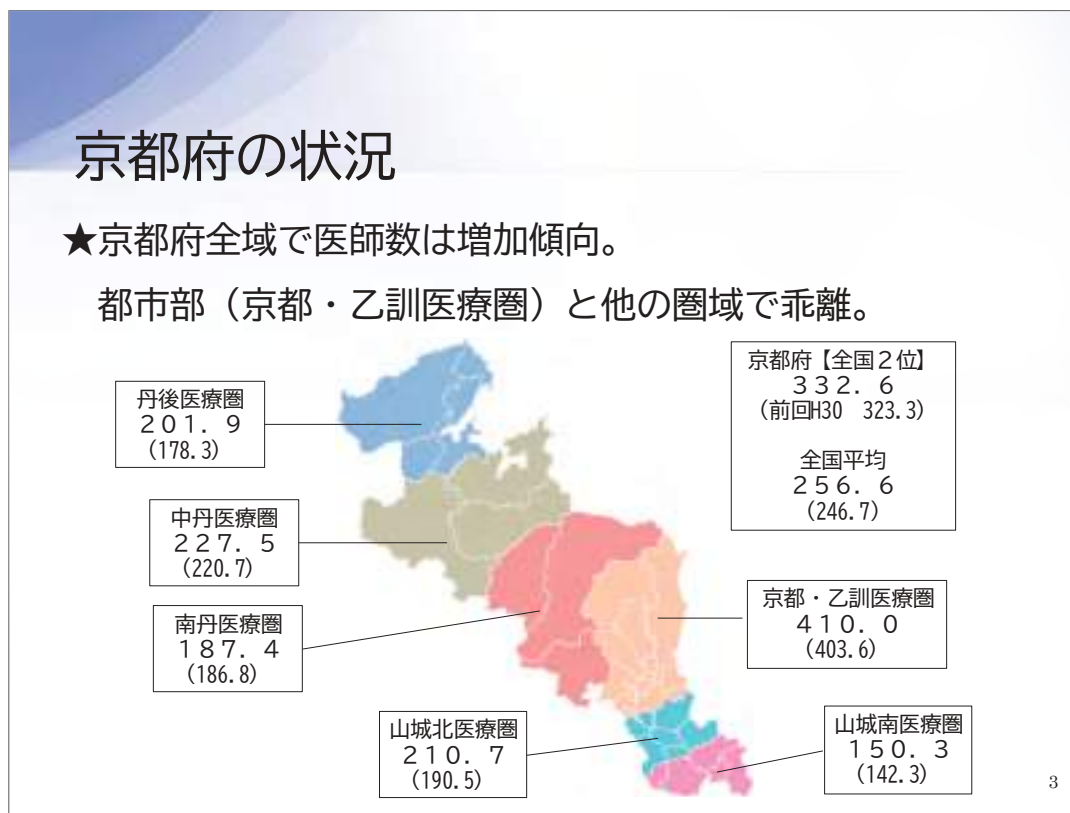 京都府の状況
★京都府全域で医師数は増加傾向。
都市部（京都・乙訓医療圏）と他の圏域で乖離。
京都府【全国２位】
３３２．６
(前回H30 323.3)
全国平均
２５６．６
(246.7)
丹後医療圏
２０１．９
(178.3)
中丹医療圏
２２７．５
(220.7)
南丹医療圏
１８７．４
(186.8)
京都・乙訓医療圏
４１０．０
(403.6)
山城北医療圏
２１０．７
(190.5)
山城南医療圏
１５０．３
(142.3)
3